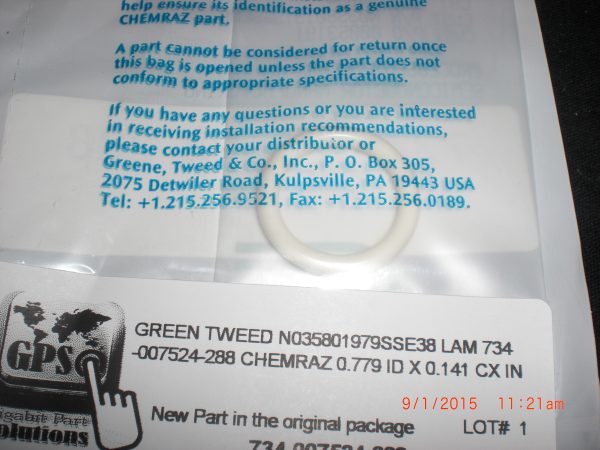 help ensure its identification as a genuine
CHEMRAZ part.
A part cannot be considered for return once
this bag is opened unless the part does not
conform to appropriate specifications.
If you have any questions or you are interested
in receiving installation recommendations,
please contact your distributor or
Greene, Tweed & Co., Inc., P. O. Box 305,
2075 Detwiler Road, Kulpsville, PA 19443 USA
Tel: +1.215.256.9521, Fax: +1.215.256.0189.
GREEN TWEED N035801979SSE38 LAM 734
-007524-288 CHEMRAZ 0.779 ID X 0.141 CX IN
GPS
igabit Part
olutions
New Part in the original package
LOT# 1
9/1/2015 11:21am